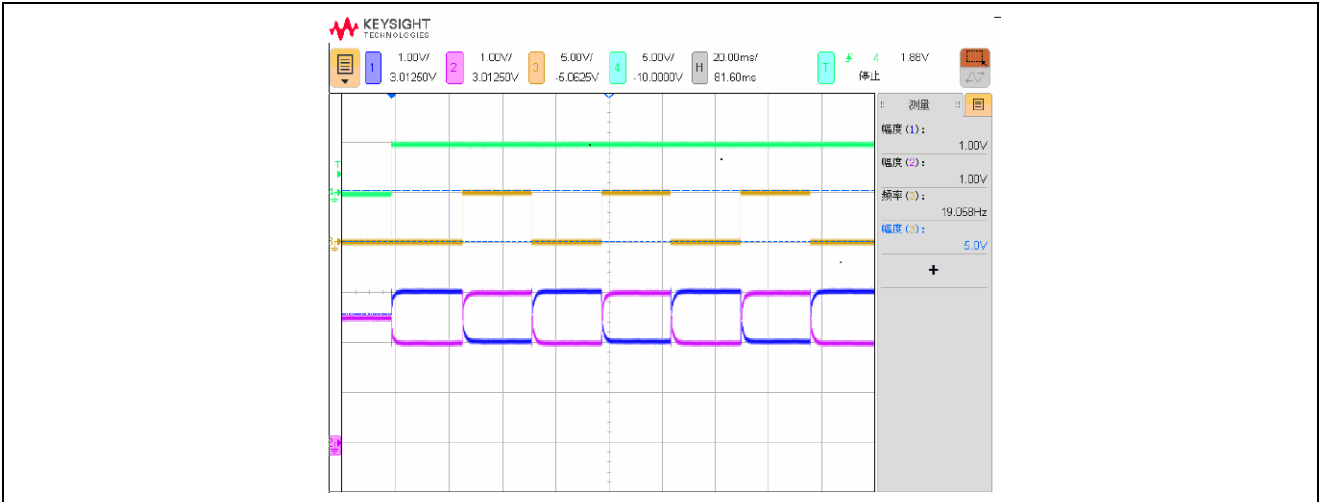 KEYSIGHT
TECHNOLOGIES
1 1.00V/ 3.01250V
2 1.00V/ 3.01250V
3 5.00V/ -5.0625V
4 5.00V/ -10.0000V
H 20.00ms/ 81.60ms
T 4 1.88V
停止
测量
幅度(1):
1.00V
幅度(2):
1.00V
频率(3):
19.058Hz
幅度(3):
5.0V
+
T